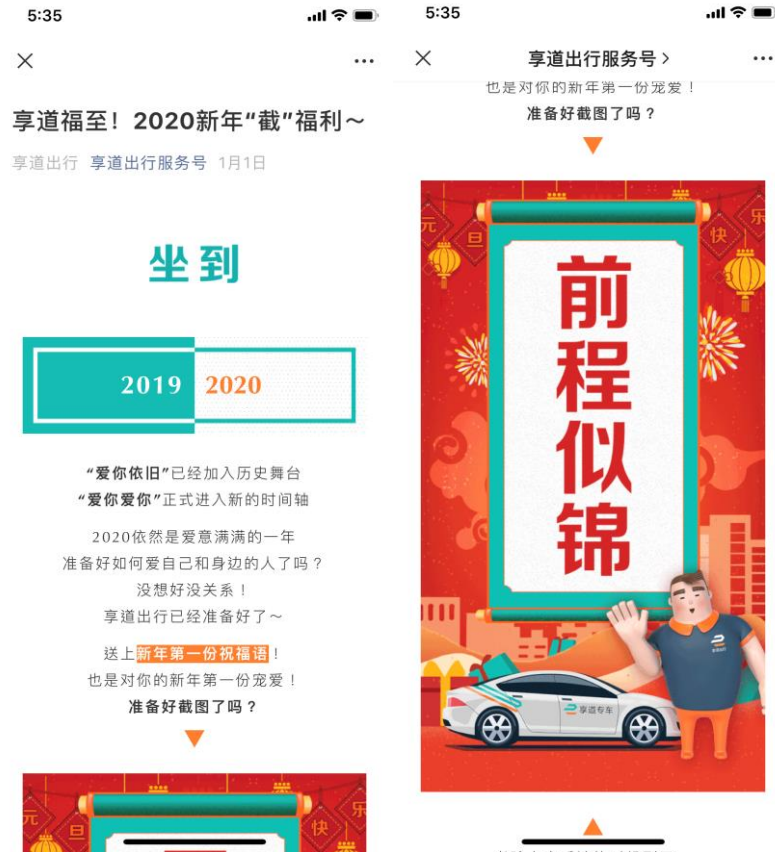 5:35
享道福至！2020新年“截”福利～
享道出行 享道出行服务号 1月1日
坐到
2019 2020
“爱你依旧”已经加入历史舞台
“爱你爱你”正式进入新的时间轴
2020依然是爱意满满的一年
准备好如何爱自己和身边的人了吗？
没想好没关系！
享道出行已经准备好了～
送上新年第一份祝福语！
也是对你的新年第一份宠爱！
准备好截图了吗？
元旦快乐
5:35
享道出行服务号
也是对你的新年第一份宠爱！
准备好截图了吗？
元旦快乐
前程似锦
享道专车